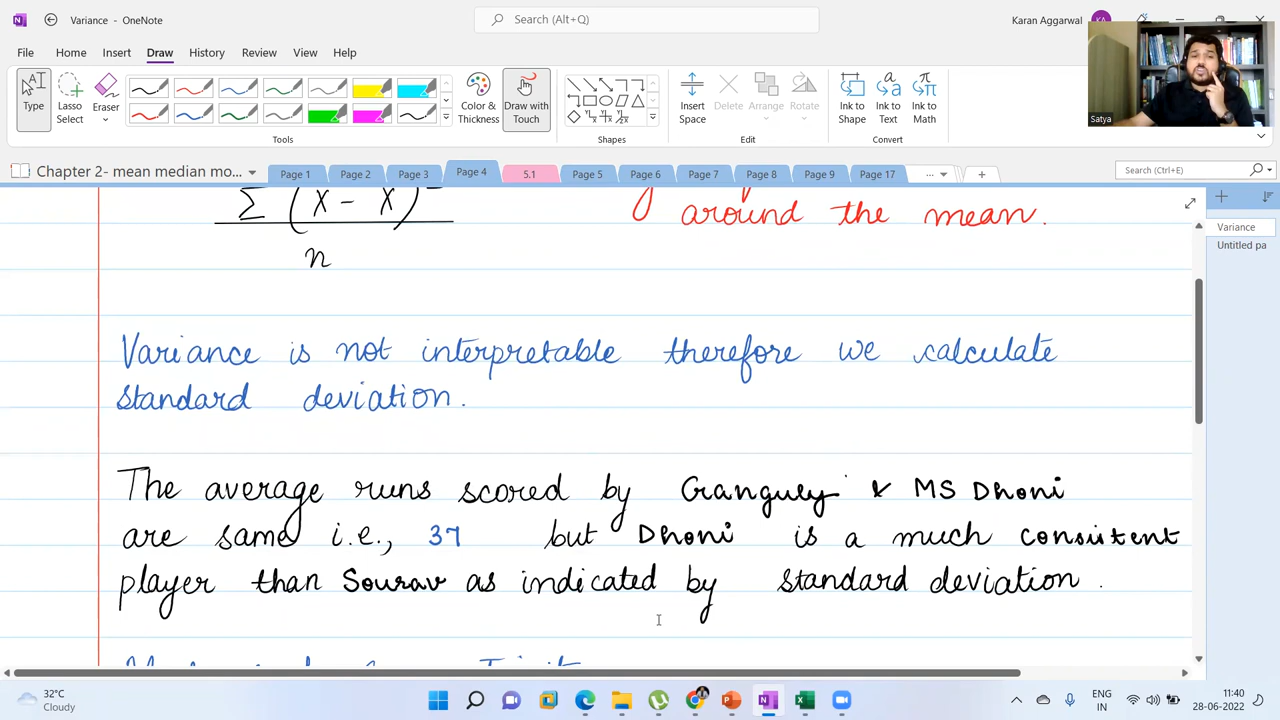 Variance - OneNote
Search (Alt+Q)
Karan Aggarwal
KA
File Home Insert Draw History Review View Help
Type
Lasso Select
Eraser
Color & Thickness
Draw with Touch
Insert Space
Delete
Arrange
Rotate
Ink to Shape
Ink to Text
Ink to Math
Tools
Shapes
Edit
Convert
Satya
Chapter 2- mean median mo...
Page 1 Page 2 Page 3 Page 4 5.1 Page 5 Page 6 Page 7 Page 8 Page 9 Page 17 ...
Search (Ctrl+E)
Variance
Untitled pa
Σ (X - X)
n
around the mean.
Variance is not interpretable therefore we calculate
standard deviation.
The average runs scored by Ganguly & MS Dhoni
are same i.e., 37 but Dhoni is a much consistent
player than Sourav as indicated by standard deviation.
32°C
Cloudy
ENG
IN
11:40
28-06-2022